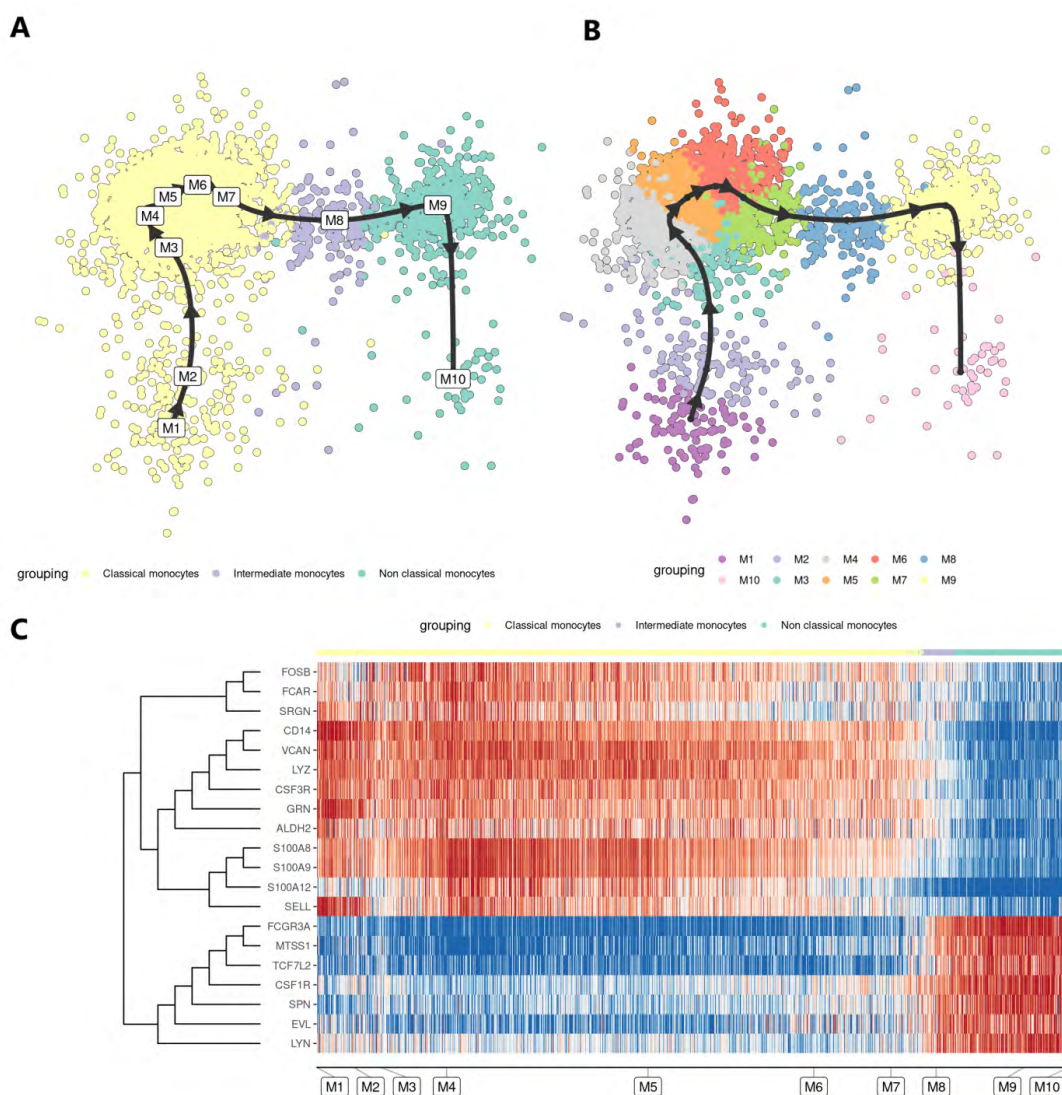 A
B
M6
M5
M7
M9
M4
M8
M3
M10
M2
M1
grouping Classical monocytes Intermediate monocytes Non classical monocytes
grouping M1 M2 M4 M6 M8
M10 M3 M5 M7 M9
C
grouping Classical monocytes Intermediate monocytes Non classical monocytes
FOSB
FCAR
SRGN
CD14
VCAN
LYZ
CSF3R
GRN
ALDH2
S100A8
S100A9
S100A12
SELL
FCGR3A
MTSS1
TCF7L2
CSF1R
SPN
EVL
LYN
M1 M2 M3 M4 M5 M6 M7 M8 M9 M10